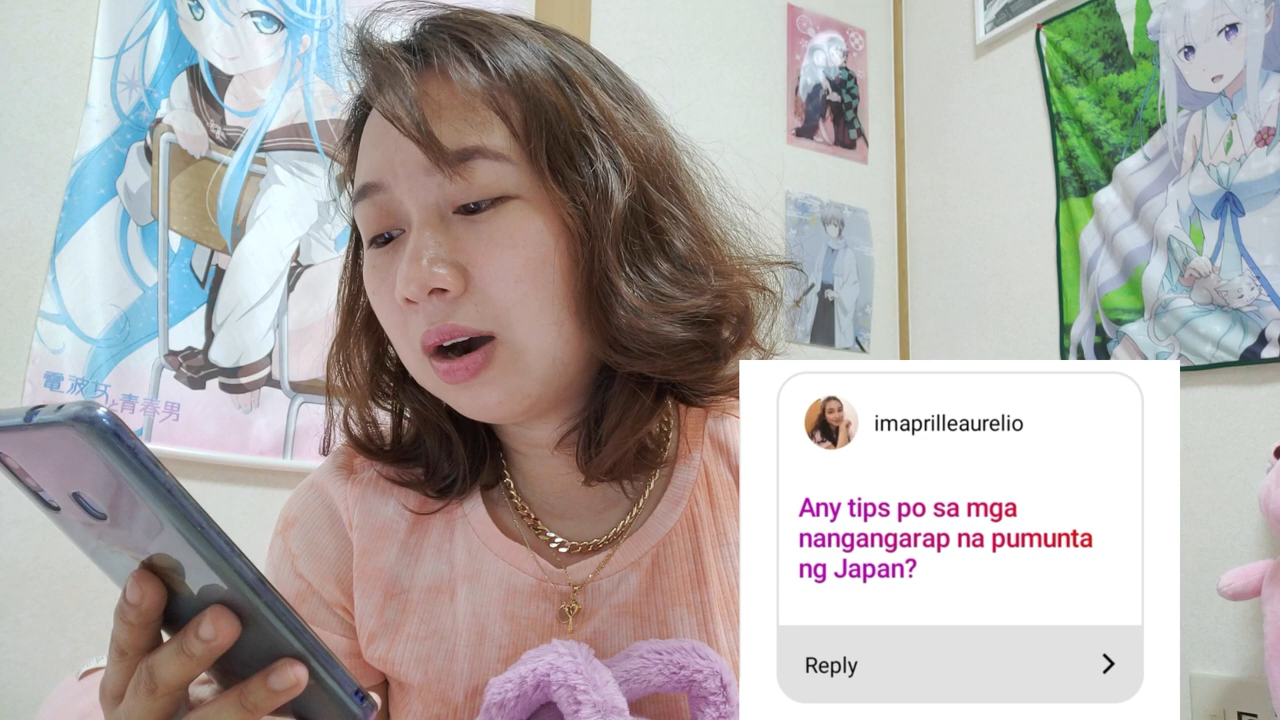 電波女と青春男
imaprilleaurelio
Any tips po sa mga
nangangarap na pumunta
ng Japan?
Reply